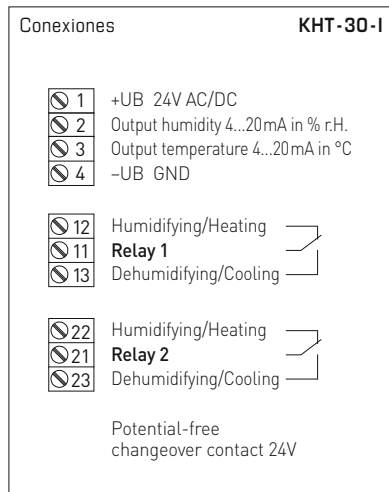 Conexiones KHT-30-I
1 +UB 24V AC/DC
2 Output humidity 4...20mA in % r.H.
3 Output temperature 4...20mA in °C
4 –UB GND
12 Humidifying/Heating
11 Relay 1
13 Dehumidifying/Cooling
22 Humidifying/Heating
21 Relay 2
23 Dehumidifying/Cooling
Potential-free
changeover contact 24V